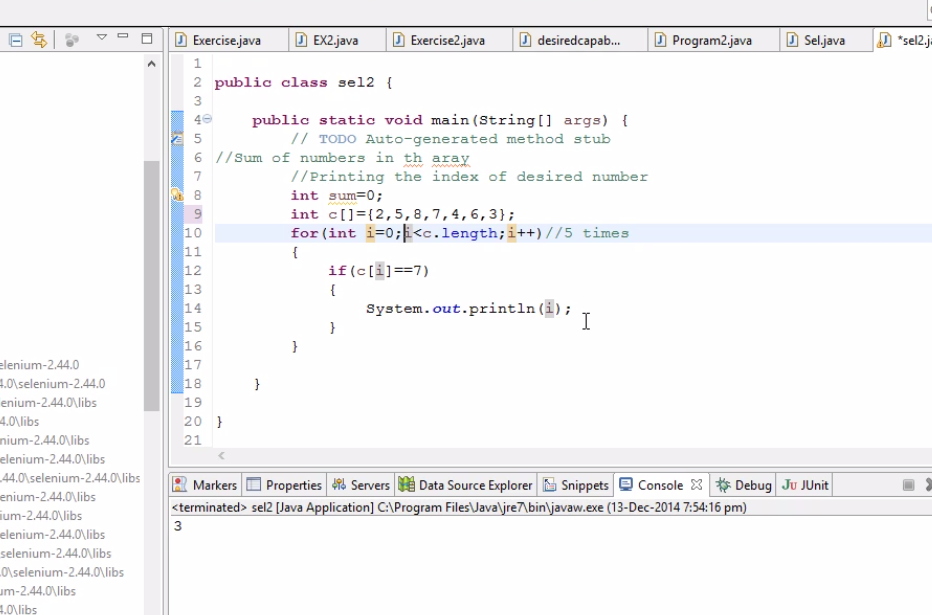 Exercise.java EX2.java Exercise2.java desiredcapab... Program2.java Sel.java *sel2.ja
1
2 public class sel2 {
3
4 public static void main(String[] args) {
5 // TODO Auto-generated method stub
6 //Sum of numbers in th aray
7 //Printing the index of desired number
8 int sum=0;
9 int c[]={2,5,8,7,4,6,3};
10 for(int i=0;i<c.length;i++)//5 times
11 {
12 if(c[i]==7)
13 {
14 System.out.println(i);
15 }
16 }
17
18 }
19
20 }
21
elenium-2.44.0
4.0\selenium-2.44.0
enium-2.44.0\libs
4.0\libs
nium-2.44.0\libs
elenium-2.44.0\libs
.44.0\selenium-2.44.0\libs
enium-2.44.0\libs
ium-2.44.0\libs
elenium-2.44.0\libs
selenium-2.44.0\libs
.0\selenium-2.44.0\libs
um-2.44.0\libs
4.0\libs
Markers Properties Servers Data Source Explorer Snippets Console Debug JUnit
<terminated> sel2 [Java Application] C:\Program Files\Java\jre7\bin\javaw.exe (13-Dec-2014 7:54:16 pm)
3